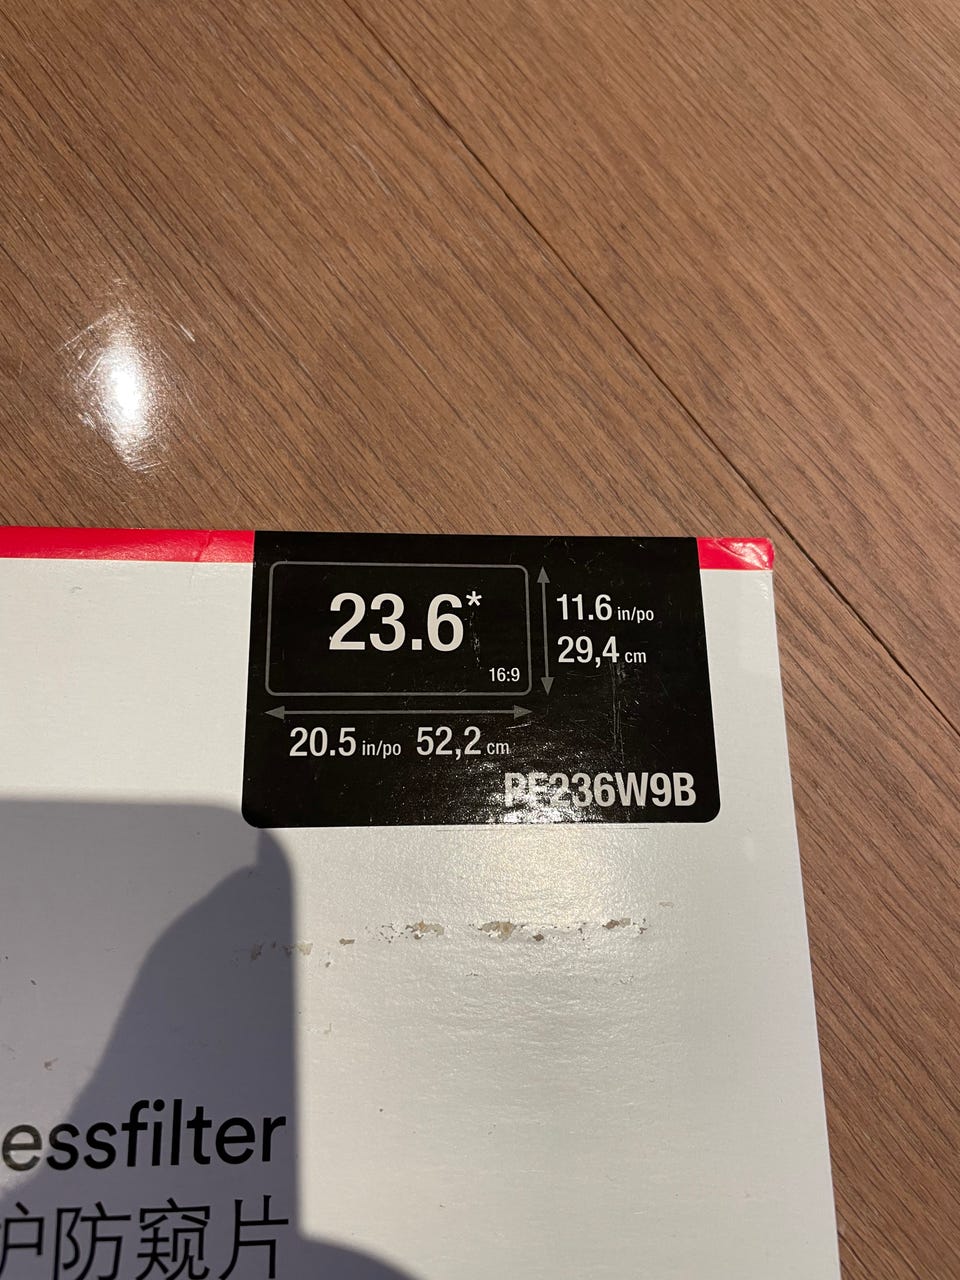 23.6*
16:9
11.6 in/po
29,4 cm
20.5 in/po 52,2 cm
PF236W9B
essfilter
护防窥片